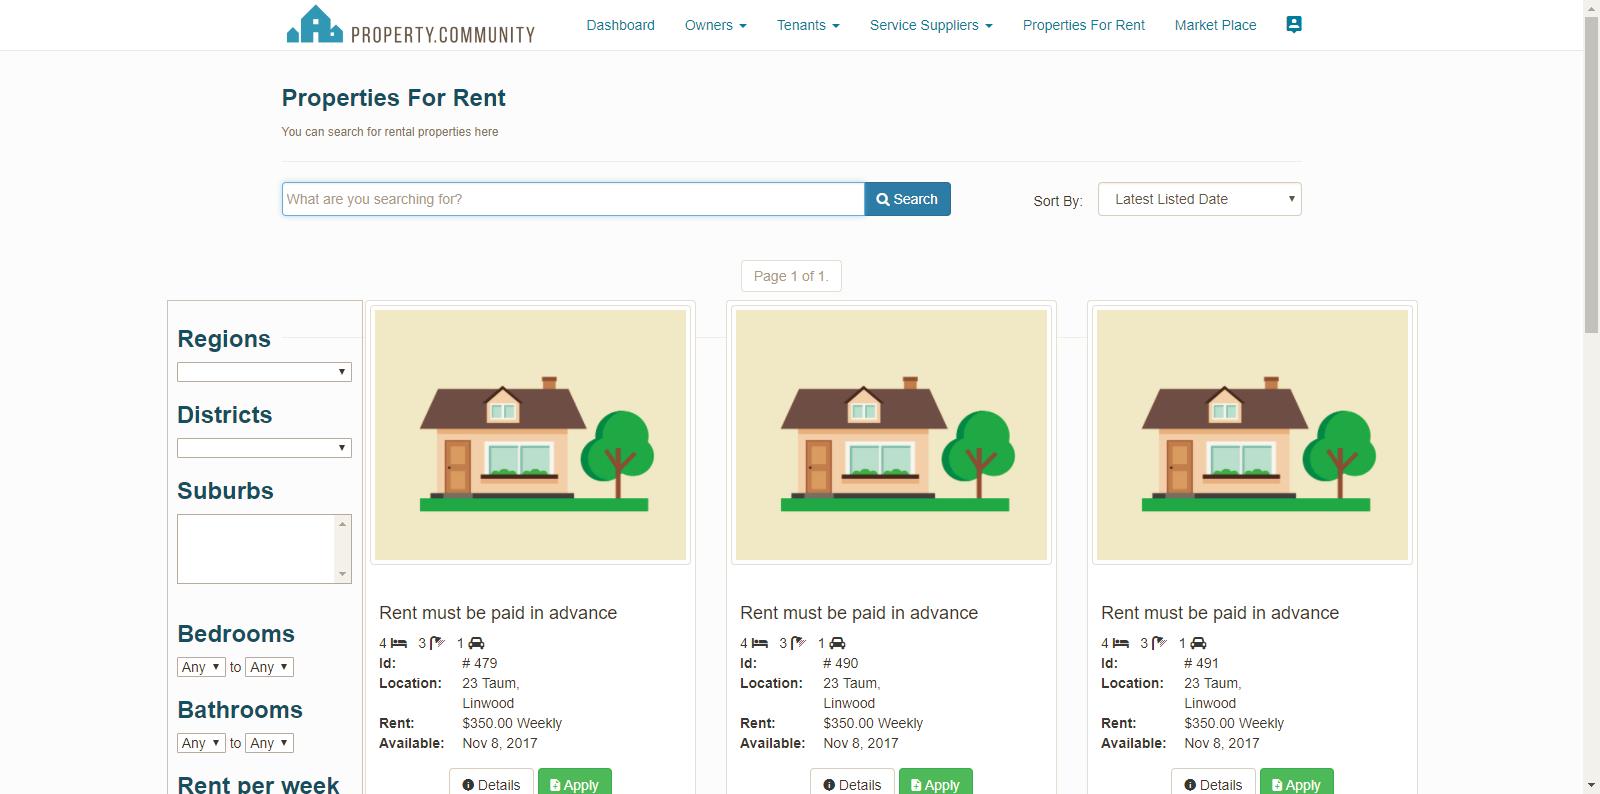 PROPERTY.COMMUNITY
Dashboard
Owners
Tenants
Service Suppliers
Properties For Rent
Market Place
Properties For Rent
You can search for rental properties here
What are you searching for?
Search
Sort By:
Latest Listed Date
Page 1 of 1.
Regions
Districts
Suburbs
Bedrooms
Any to Any
Bathrooms
Any to Any
Rent per week
Rent must be paid in advance
4 3 1
Id: # 479
Location: 23 Taum,
Linwood
Rent: $350.00 Weekly
Available: Nov 8, 2017
Details Apply
Rent must be paid in advance
4 3 1
Id: # 490
Location: 23 Taum,
Linwood
Rent: $350.00 Weekly
Available: Nov 8, 2017
Details Apply
Rent must be paid in advance
4 3 1
Id: # 491
Location: 23 Taum,
Linwood
Rent: $350.00 Weekly
Available: Nov 8, 2017
Details Apply